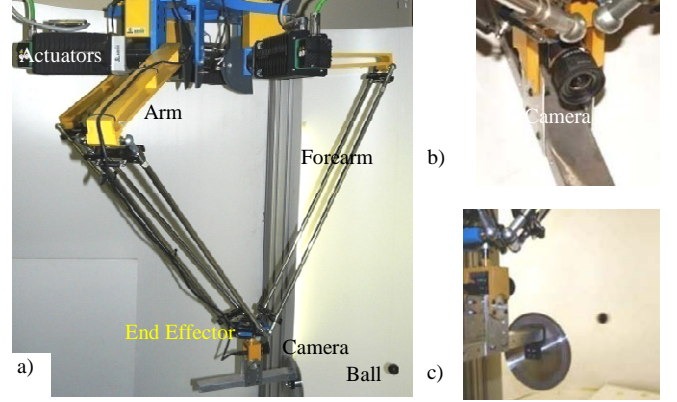 Actuators
Arm
Forearm
End Effector
Camera
Ball
a)
b)
Camera
c)